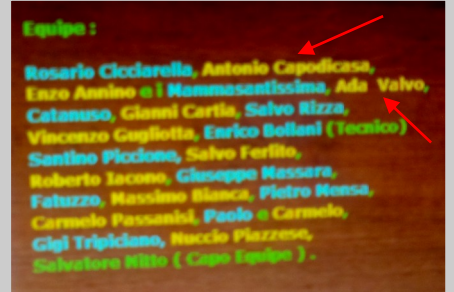 Equipe :
Rosario Cicciarella, Antonio Capodicasa,
Enzo Annino e i Mammasantissima, Ada Valvo,
Catanuso, Gianni Cartia, Salvo Rizza,
Vincenzo Gugliotta, Enrico Bollani (Tecnico)
Santino Piccione, Salvo Ferlito,
Roberto Iacono, Giuseppe Massara,
Fatuzzo, Massimo Bianca, Pietro Mensa,
Carmelo Passanisi, Paolo e Carmelo,
Gigi Tripiciano, Nuccio Piazzese,
Salvatore Nitto ( Capo Equipe ) .